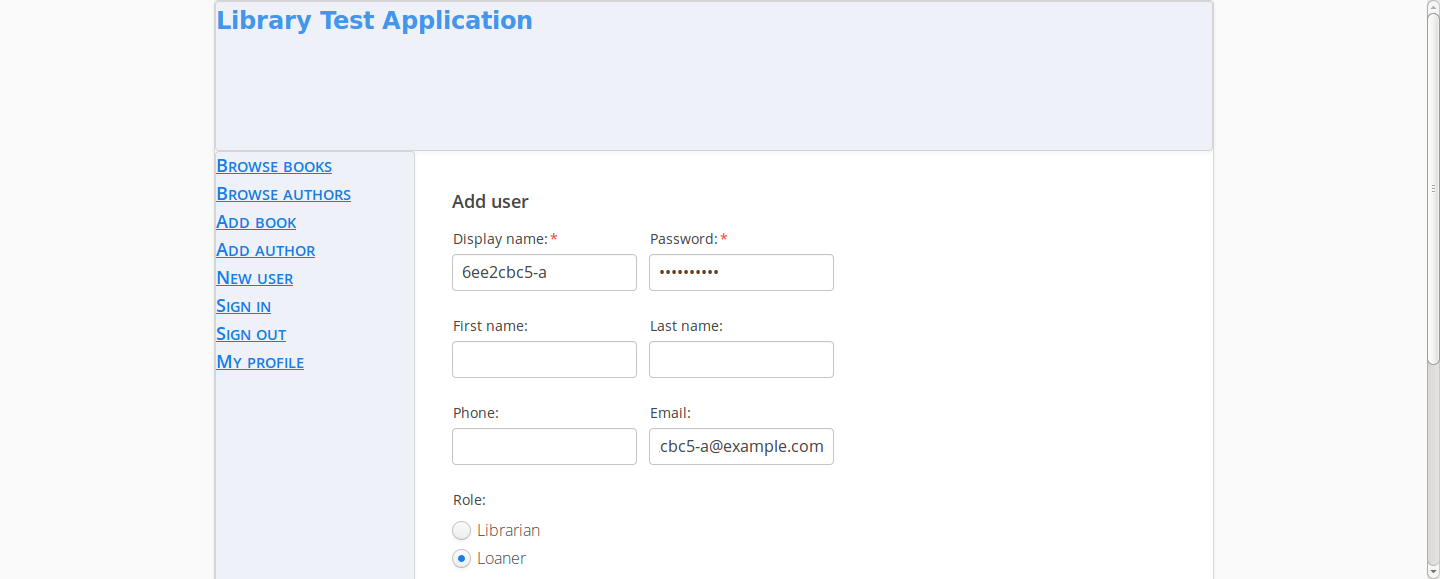 Library Test Application
Browse books
Browse authors
Add book
Add author
New user
Sign in
Sign out
My profile
Add user
Display name:* Password:*
6ee2cbc5-a ••••••••••
First name: Last name:
Phone: Email:
cbc5-a@example.com
Role:
Librarian
Loaner